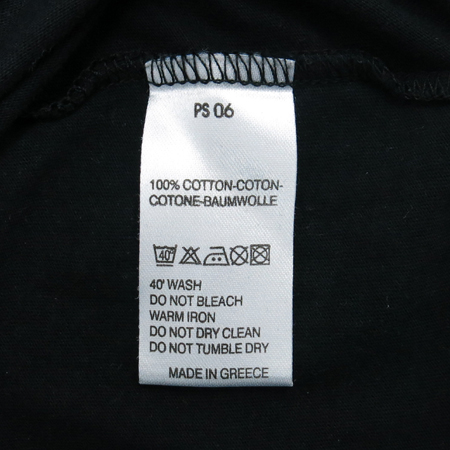 PS 06
100% COTTON-COTON-
COTONE-BAUMWOLLE
40°
40' WASH
DO NOT BLEACH
WARM IRON
DO NOT DRY CLEAN
DO NOT TUMBLE DRY
MADE IN GREECE